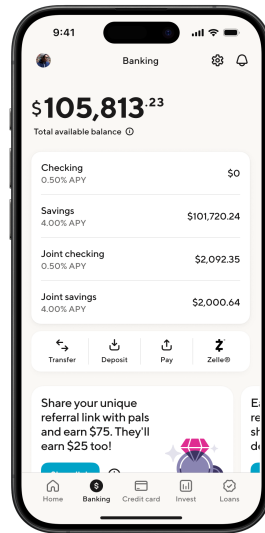 9:41
Banking
$105,813.23
Total available balance
Checking
0.50% APY
$0
Savings
4.00% APY
$101,720.24
Joint checking
0.50% APY
$2,092.35
Joint savings
4.00% APY
$2,000.64
Transfer
Deposit
Pay
Zelle®
Share your unique
referral link with pals
and earn $75. They'll
earn $25 too!
Home
Banking
Credit card
Invest
Loans